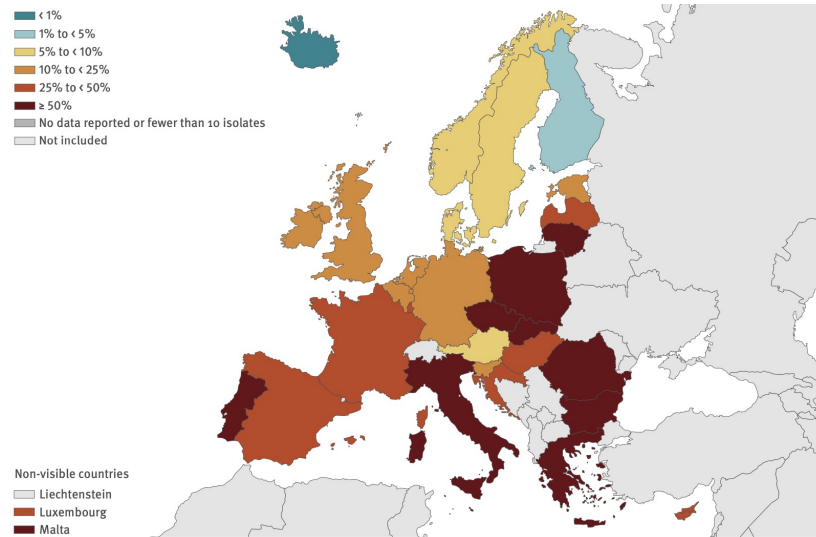 < 1%
1% to < 5%
5% to < 10%
10% to < 25%
25% to < 50%
≥ 50%
No data reported or fewer than 10 isolates
Not included
Non-visible countries
Liechtenstein
Luxembourg
Malta